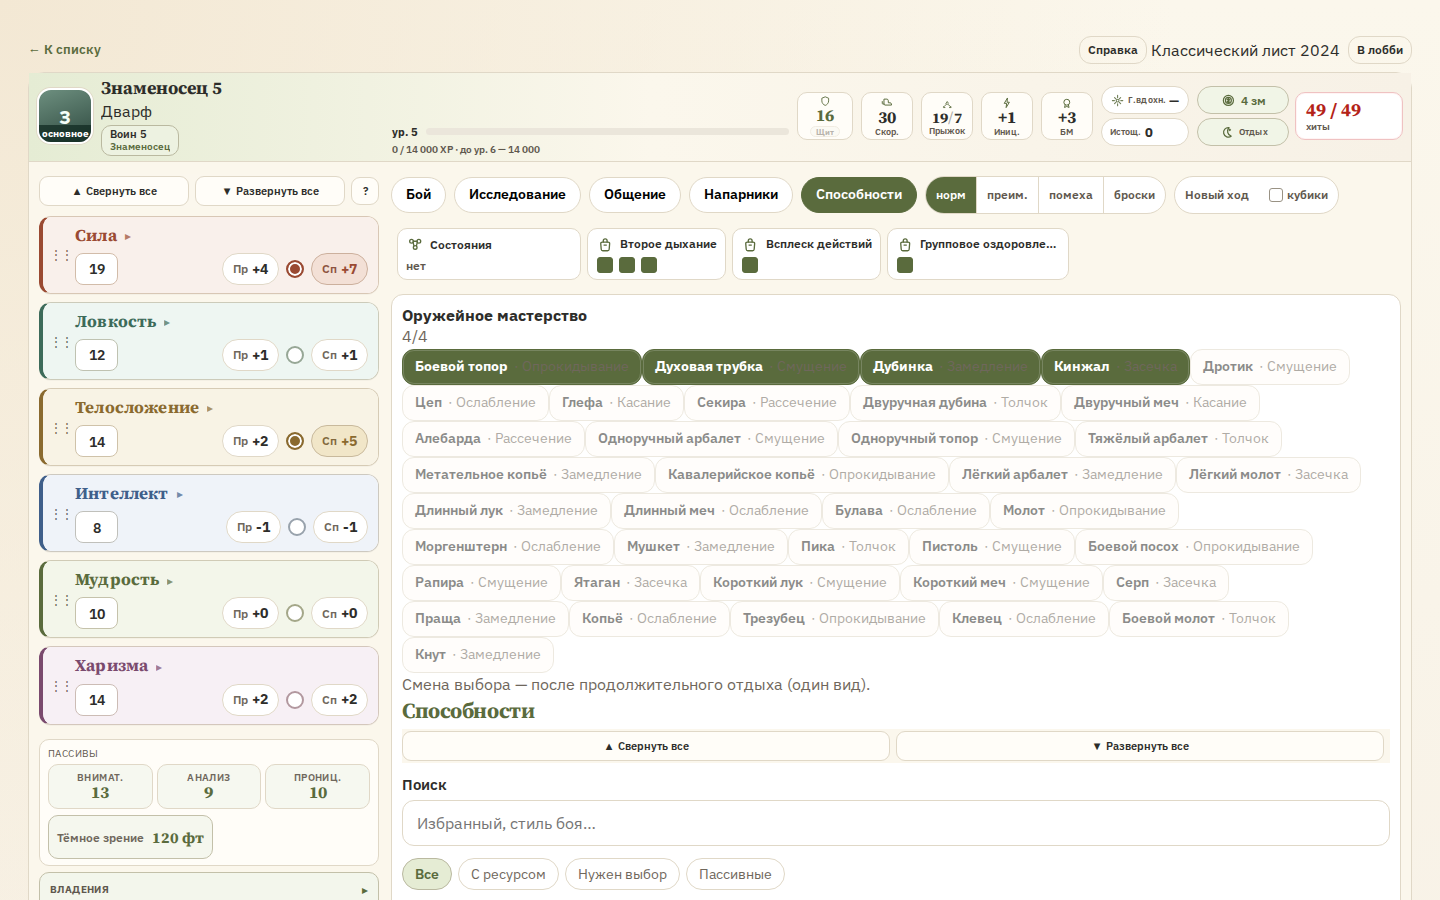 ← К списку
Справка Классический лист 2024 В лобби
Знаменосец 5
Дварф
З
основное
Воин 5
Знаменосец
ур. 5
0 / 14 000 XP · до ур. 6 — 14 000
16
Щит
30
Скор.
19/7
Прыжок
+1
Иниц.
+3
БМ
Г.вдохн. —
Истощ. 0
4 зм
Отдых
49 / 49
хиты
▲ Свернуть все ▼ Развернуть все ?
Сила ▸
19 Пр +4 Сп +7
Ловкость ▸
12 Пр +1 Сп +1
Телосложение ▸
14 Пр +2 Сп +5
Интеллект ▸
8 Пр -1 Сп -1
Мудрость ▸
10 Пр +0 Сп +0
Харизма ▸
14 Пр +2 Сп +2
ПАССИВЫ
ВНИМАТ. АНАЛИЗ ПРОНИЦ.
13 9 10
Тёмное зрение 120 фт
ВЛАДЕНИЯ ▸
Бой Исследование Общение Напарники Способности норм преим. помеха броски Новый ход кубики
Состояния
нет
Второе дыхание
Всплеск действий
Групповое оздоровле...
Оружейное мастерство
4/4
Боевой топор · Опрокидывание Духовая трубка · Смущение Дубинка · Замедление Кинжал · Засечка Дротик · Смущение
Цеп · Ослабление Глефа · Касание Секира · Рассечение Двуручная дубина · Толчок Двуручный меч · Касание
Алебарда · Рассечение Одноручный арбалет · Смущение Одноручный топор · Смущение Тяжёлый арбалет · Толчок
Метательное копьё · Замедление Кавалерийское копьё · Опрокидывание Лёгкий арбалет · Замедление Лёгкий молот · Засечка
Длинный лук · Замедление Длинный меч · Ослабление Булава · Ослабление Молот · Опрокидывание
Моргенштерн · Ослабление Мушкет · Замедление Пика · Толчок Пистоль · Смущение Боевой посох · Опрокидывание
Рапира · Смущение Ятаган · Засечка Короткий лук · Смущение Короткий меч · Смущение Серп · Засечка
Праща · Замедление Копьё · Ослабление Трезубец · Опрокидывание Клевец · Ослабление Боевой молот · Толчок
Кнут · Замедление
Смена выбора — после продолжительного отдыха (один вид).
Способности
▲ Свернуть все ▼ Развернуть все
Поиск
Избранный, стиль боя...
Все С ресурсом Нужен выбор Пассивные